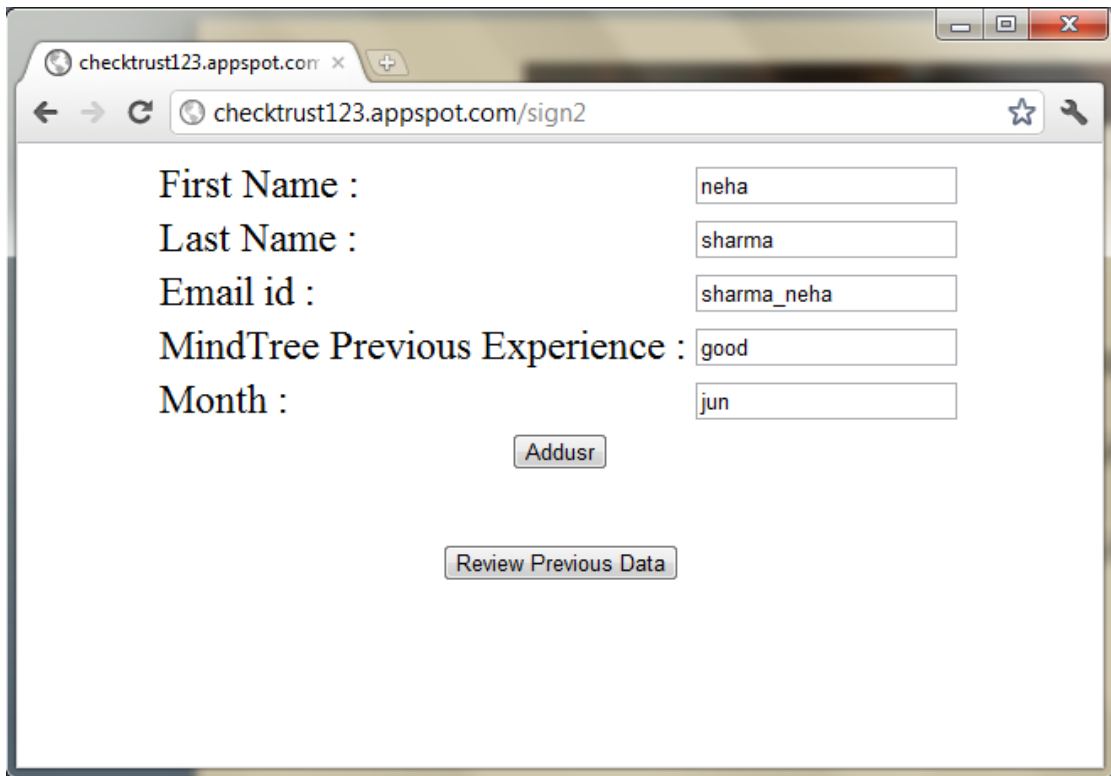 checktrust123.appspot.com
checktrust123.appspot.com/sign2
First Name : neha
Last Name : sharma
Email id : sharma_neha
MindTree Previous Experience : good
Month : jun
Addusr
Review Previous Data